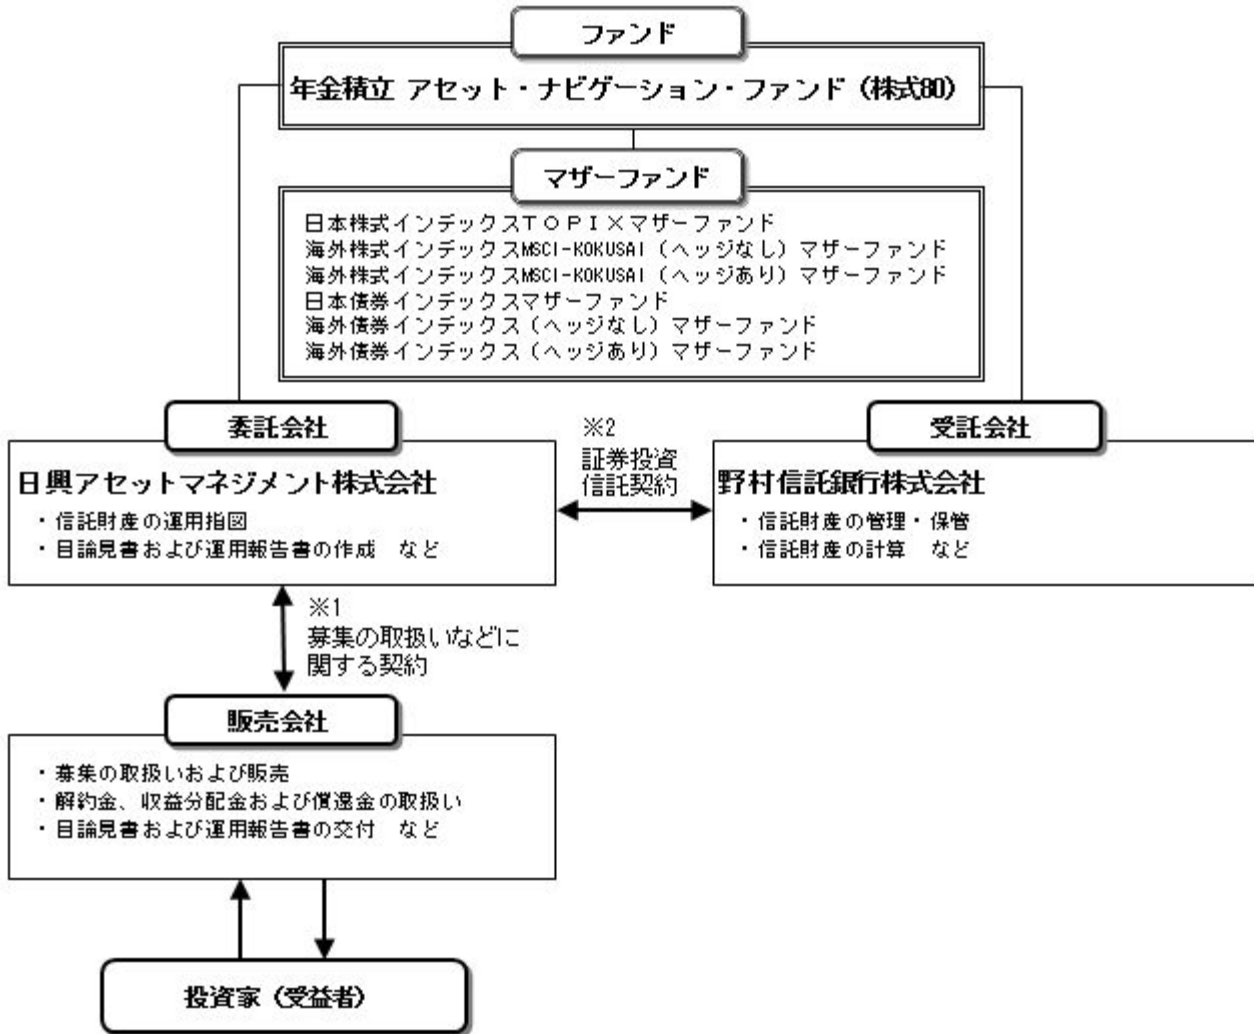 ファンド
年金積立 アセット・ナビゲーション・ファンド（株式80）
マザーファンド
日本株式インデックスＴＯＰＩＸマザーファンド
海外株式インデックスMSCI-KOKUSAI（ヘッジなし）マザーファンド
海外株式インデックスMSCI-KOKUSAI（ヘッジあり）マザーファンド
日本債券インデックスマザーファンド
海外債券インデックス（ヘッジなし）マザーファンド
海外債券インデックス（ヘッジあり）マザーファンド
委託会社
日興アセットマネジメント株式会社
・信託財産の運用指図
・目論見書および運用報告書の作成　など
※2
証券投資
信託契約
受託会社
野村信託銀行株式会社
・信託財産の管理・保管
・信託財産の計算　など
※1
募集の取扱いなどに
関する契約
販売会社
・募集の取扱いおよび販売
・解約金、収益分配金および償還金の取扱い
・目論見書および運用報告書の交付　など
投資家（受益者）